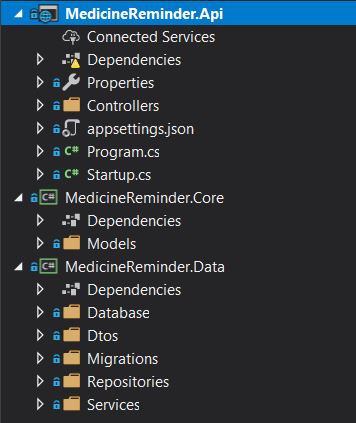 MedicineReminder.Api
Connected Services
Dependencies
Properties
Controllers
appsettings.json
C# Program.cs
C# Startup.cs
C# MedicineReminder.Core
Dependencies
Models
C# MedicineReminder.Data
Dependencies
Database
Dtos
Migrations
Repositories
Services